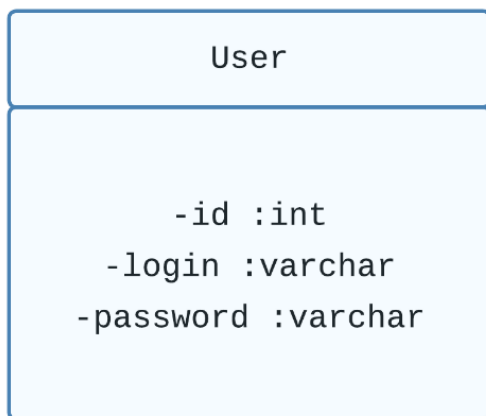 User
-id :int
-login :varchar
-password :varchar